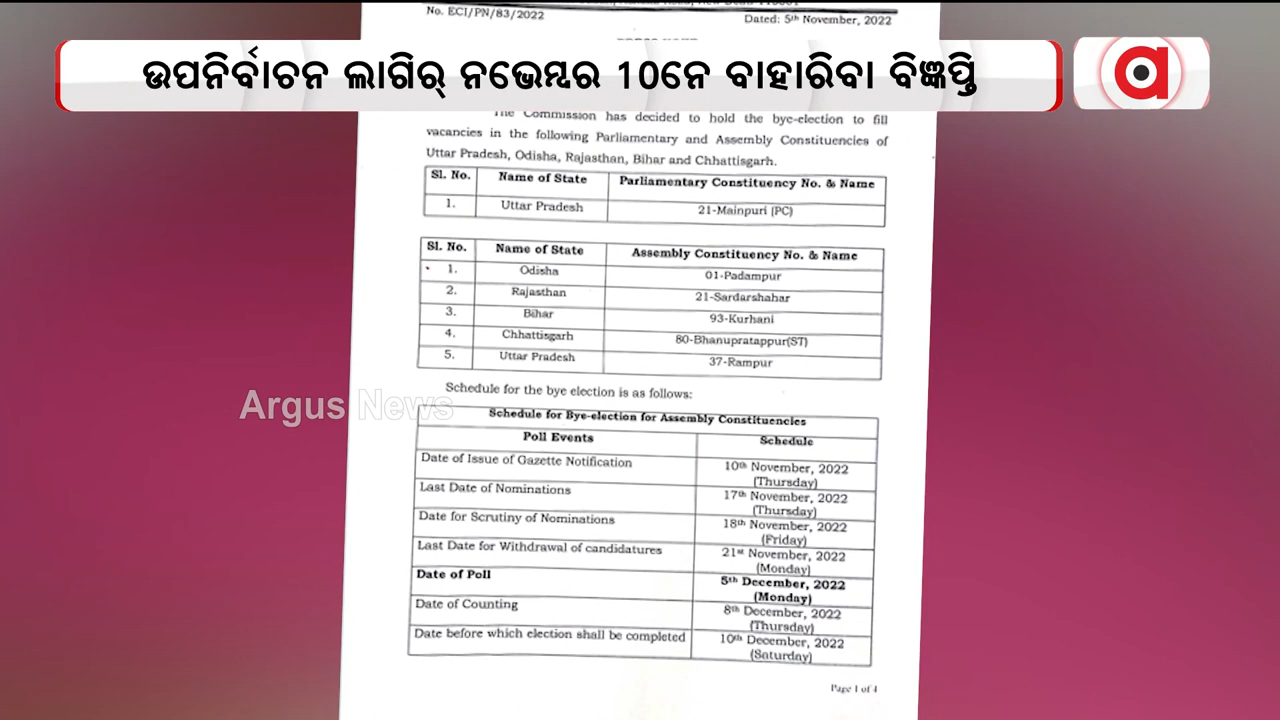 No. ECI/PN/83/2022
Dated: 5th November, 2022
ଉପନିର୍ବାଚନ ଲାଗିର୍ ନଭେମ୍ବର 10ନେ ବାହାରିବା ବିଜ୍ଞପ୍ତି
a
The Commission has decided to hold the bye-election to fill
vacancies in the following Parliamentary and Assembly Constituencies of
Uttar Pradesh, Odisha, Rajasthan, Bihar and Chhattisgarh.
Sl. No. Name of State Parliamentary Constituency No. & Name
1. Uttar Pradesh 21-Mainpuri (PC)
Sl. No. Name of State Assembly Constituency No. & Name
1. Odisha 01-Padampur
2. Rajasthan 21-Sardarshahar
3. Bihar 93-Kurhani
4. Chhattisgarh 80-Bhanupratappur(ST)
5. Uttar Pradesh 37-Rampur
Schedule for the bye election is as follows:
Argus News
Schedule for Bye-election for Assembly Constituencies
Poll Events Schedule
Date of Issue of Gazette Notification 10th November, 2022
(Thursday)
Last Date of Nominations 17th November, 2022
(Thursday)
Date for Scrutiny of Nominations 18th November, 2022
(Friday)
Last Date for Withdrawal of candidatures 21st November, 2022
(Monday)
Date of Poll 5th December, 2022
(Monday)
Date of Counting 8th December, 2022
(Thursday)
Date before which election shall be completed 10th December, 2022
(Saturday)
Page 1 of 4